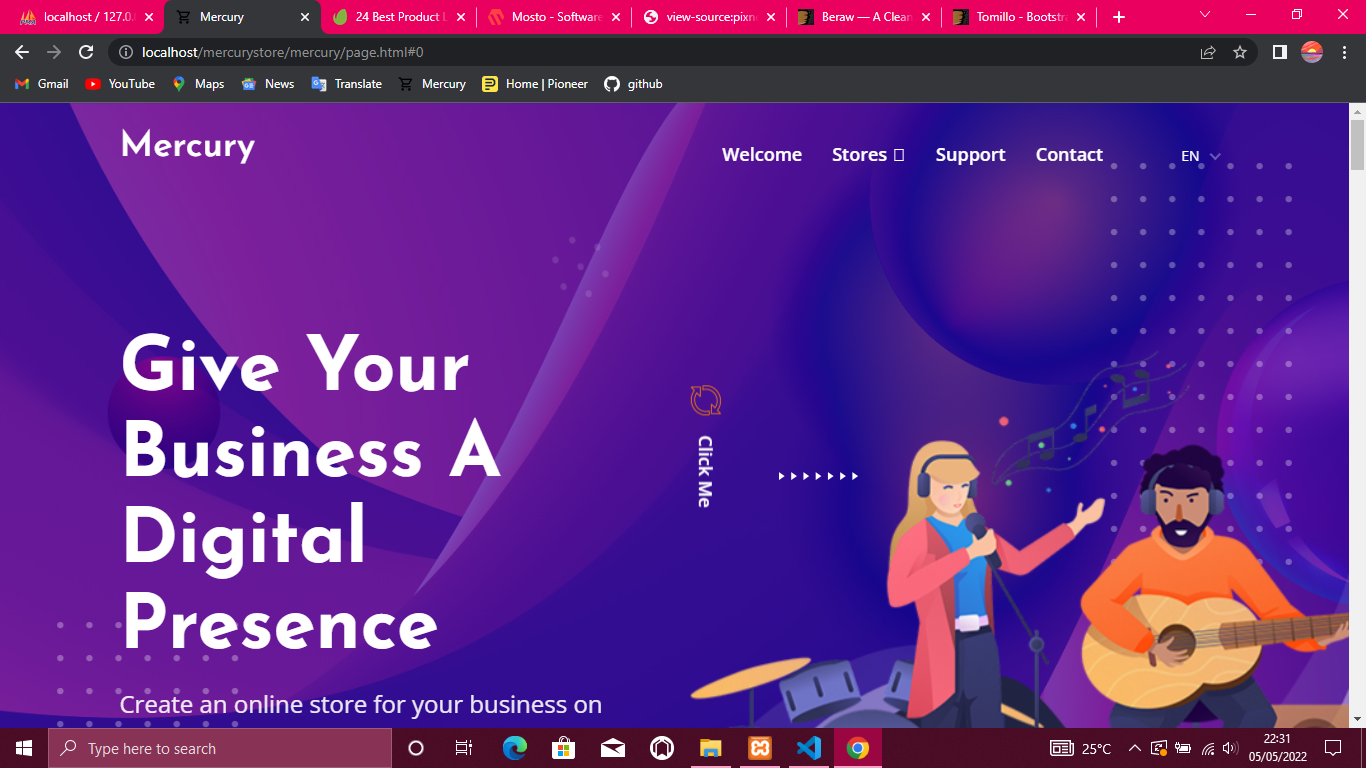 localhost / 127.0.
Mercury
24 Best Product L
Mosto - Software
view-source:pixn
Beraw — A Clean
Tomillo - Bootstra
localhost/mercurystore/mercury/page.html#0
Gmail
YouTube
Maps
News
Translate
Mercury
Home | Pioneer
github
Mercury
Welcome
Stores
Support
Contact
EN
Give Your
Business A
Digital
Presence
Click Me
Create an online store for your business on
Type here to search
25°C
22:31
05/05/2022